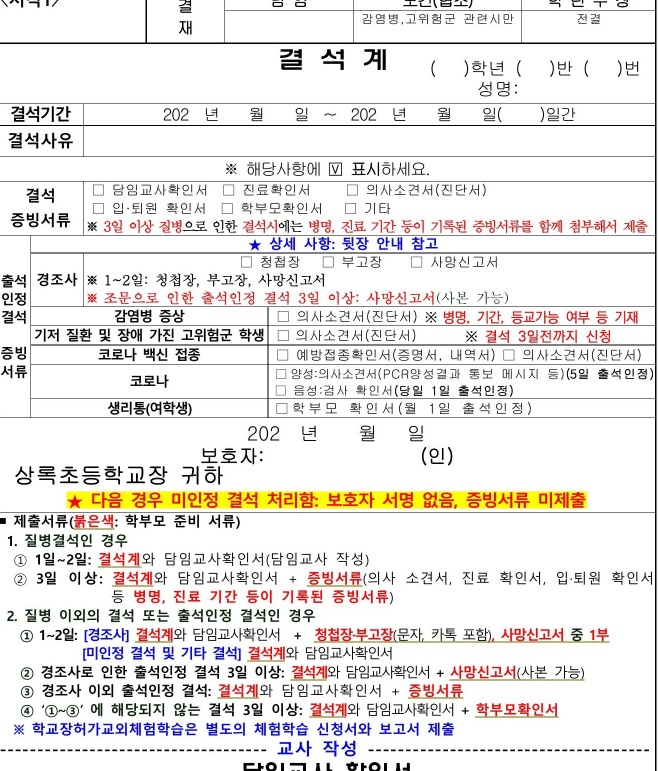 결 재
보건(협조)
감염병,고위험군 관련시만
전결
결 석 계
( )학년 ( )반 ( )번
성명:
결석기간 202 년 월 일 ~ 202 년 월 일( )일간
결석사유
※ 해당사항에 ☑ 표시하세요.
결석 증빙서류
□ 담임교사확인서 □ 진료확인서 □ 의사소견서(진단서)
□ 입·퇴원 확인서 □ 학부모확인서 □ 기타
※ 3일 이상 질병으로 인한 결석시에는 병명, 진료 기간 등이 기록된 증빙서류를 함께 첨부해서 제출
출석 인정 결석 증빙 서류
★ 상세 사항: 뒷장 안내 참고
경조사
□ 청첩장 □ 부고장 □ 사망신고서
※ 1~2일: 청첩장, 부고장, 사망신고서
※ 조문으로 인한 출석인정 결석 3일 이상: 사망신고서(사본 가능)
감염병 증상 □ 의사소견서(진단서) ※ 병명, 기간, 등교가능 여부 등 기재
기저 질환 및 장애 가진 고위험군 학생 □ 의사소견서(진단서) ※ 결석 3일전까지 신청
코로나 백신 접종 □ 예방접종확인서(증명서, 내역서) □ 의사소견서(진단서)
코로나
□ 양성:의사소견서(PCR양성결과 통보 메시지 등)(5일 출석인정)
□ 음성:검사 확인서(당일 1일 출석인정)
생리통(여학생) □ 학부모 확인서(월 1일 출석인정)
202 년 월 일
보호자: (인)
상록초등학교장 귀하
★ 다음 경우 미인정 결석 처리함: 보호자 서명 없음, 증빙서류 미제출
■ 제출서류(붉은색: 학부모 준비 서류)
1. 질병결석인 경우
① 1일~2일: 결석계와 담임교사확인서(담임교사 작성)
② 3일 이상: 결석계와 담임교사확인서 + 증빙서류(의사 소견서, 진료 확인서, 입·퇴원 확인서
등 병명, 진료 기간 등이 기록된 증빙서류)
2. 질병 이외의 결석 또는 출석인정 결석인 경우
① 1~2일: [경조사] 결석계와 담임교사확인서 + 청첩장·부고장(문자, 카톡 포함), 사망신고서 중 1부
[미인정 결석 및 기타 결석] 결석계와 담임교사확인서
② 경조사로 인한 출석인정 결석 3일 이상: 결석계와 담임교사확인서 + 사망신고서(사본 가능)
③ 경조사 이외 출석인정 결석: 결석계와 담임교사확인서 + 증빙서류
④ '①~③' 에 해당되지 않는 결석 3일 이상: 결석계와 담임교사확인서 + 학부모확인서
※ 학교장허가교외체험학습은 별도의 체험학습 신청서와 보고서 제출
교사 작성
담임교사 확인서